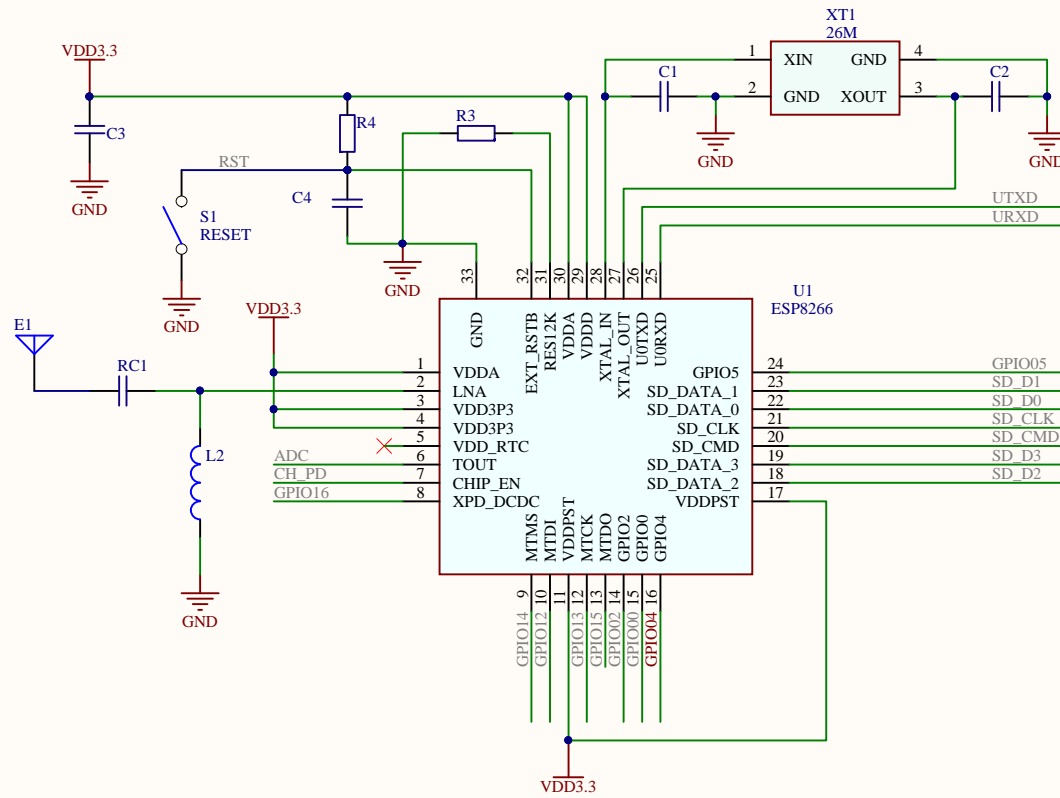 XT1
26M
VDD3.3
1
XIN
GND
4
C1
C2
2
GND
XOUT
3
C3
R4
R3
GND
GND
RST
C4
GND
S1
RESET
UTXD
URXD
GND
GND
33
32
31
30
29
28
27
26
25
U1
ESP8266
VDD3.3
E1
GND
EXT_RSTB
RES12K
VDDA
VDDD
XTAL_IN
XTAL_OUT
U0TXD
U0RXD
RC1
1
VDDA
2
LNA
3
VDD3P3
4
VDD3P3
5
VDD_RTC
ADC
6
TOUT
CH_PD
7
CHIP_EN
GPIO16
8
XPD_DCDC
GPIO5
24
GPIO05
SD_DATA_1
23
SD_D1
SD_DATA_0
22
SD_D0
SD_CLK
21
SD_CLK
SD_CMD
20
SD_CMD
SD_DATA_3
19
SD_D3
SD_DATA_2
18
SD_D2
VDDPST
17
L2
MTMS
MTDI
VDDPST
MTCK
MTDO
GPIO2
GPIO0
GPIO4
9
10
11
12
13
14
15
16
GPIO14
GPIO12
GPIO13
GPIO15
GPIO02
GPIO00
GPIO04
GND
VDD3.3